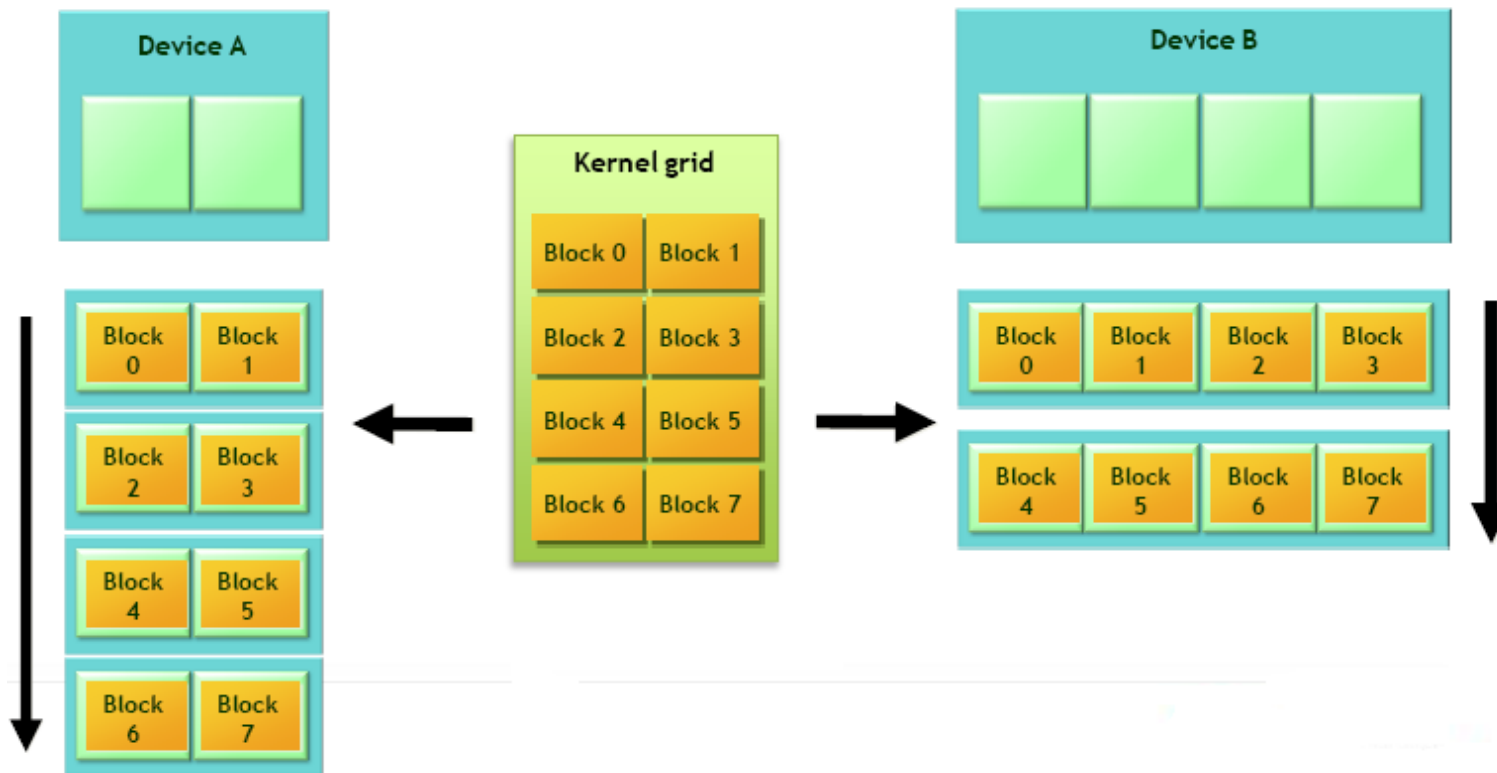 Device A
Block 0
Block 1
Block 2
Block 3
Block 4
Block 5
Block 6
Block 7
Kernel grid
Block 0 Block 1
Block 2 Block 3
Block 4 Block 5
Block 6 Block 7
Device B
Block 0
Block 1
Block 2
Block 3
Block 4
Block 5
Block 6
Block 7